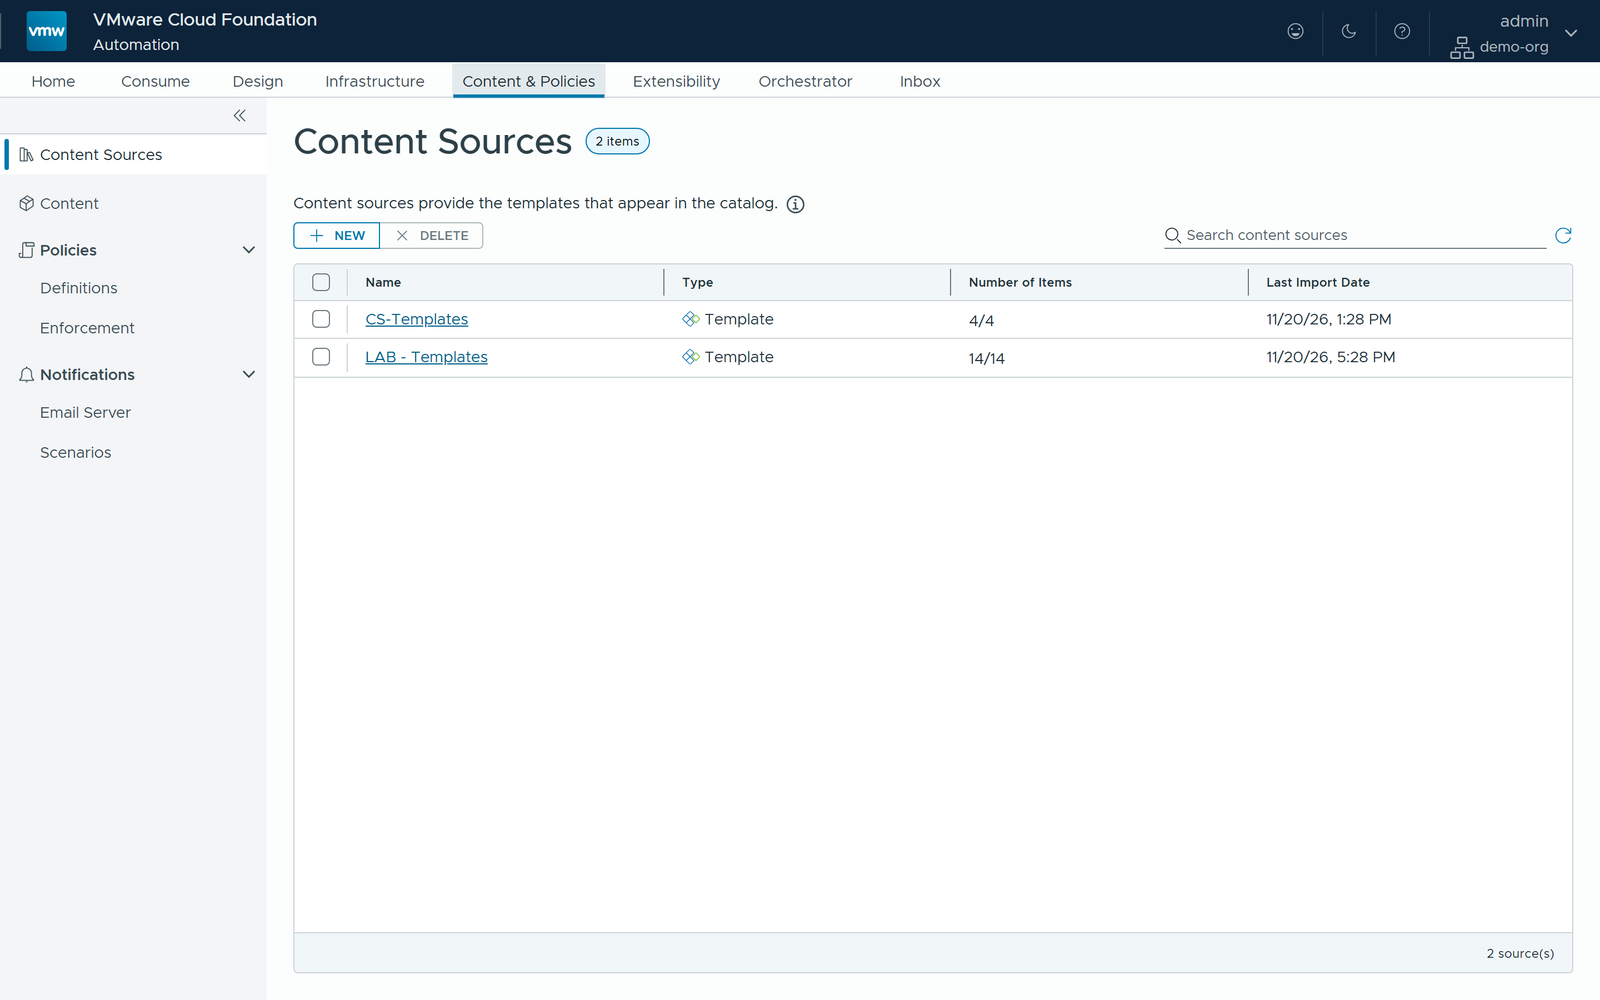 vmw
VMware Cloud Foundation
Automation
admin
demo-org
Home Consume Design Infrastructure Content & Policies Extensibility Orchestrator Inbox
Content Sources
Content
Policies
Definitions
Enforcement
Notifications
Email Server
Scenarios
Content Sources 2 items
Content sources provide the templates that appear in the catalog.
NEW DELETE
Search content sources
Name Type Number of Items Last Import Date
CS-Templates Template 4/4 11/20/26, 1:28 PM
LAB - Templates Template 14/14 11/20/26, 5:28 PM
2 source(s)